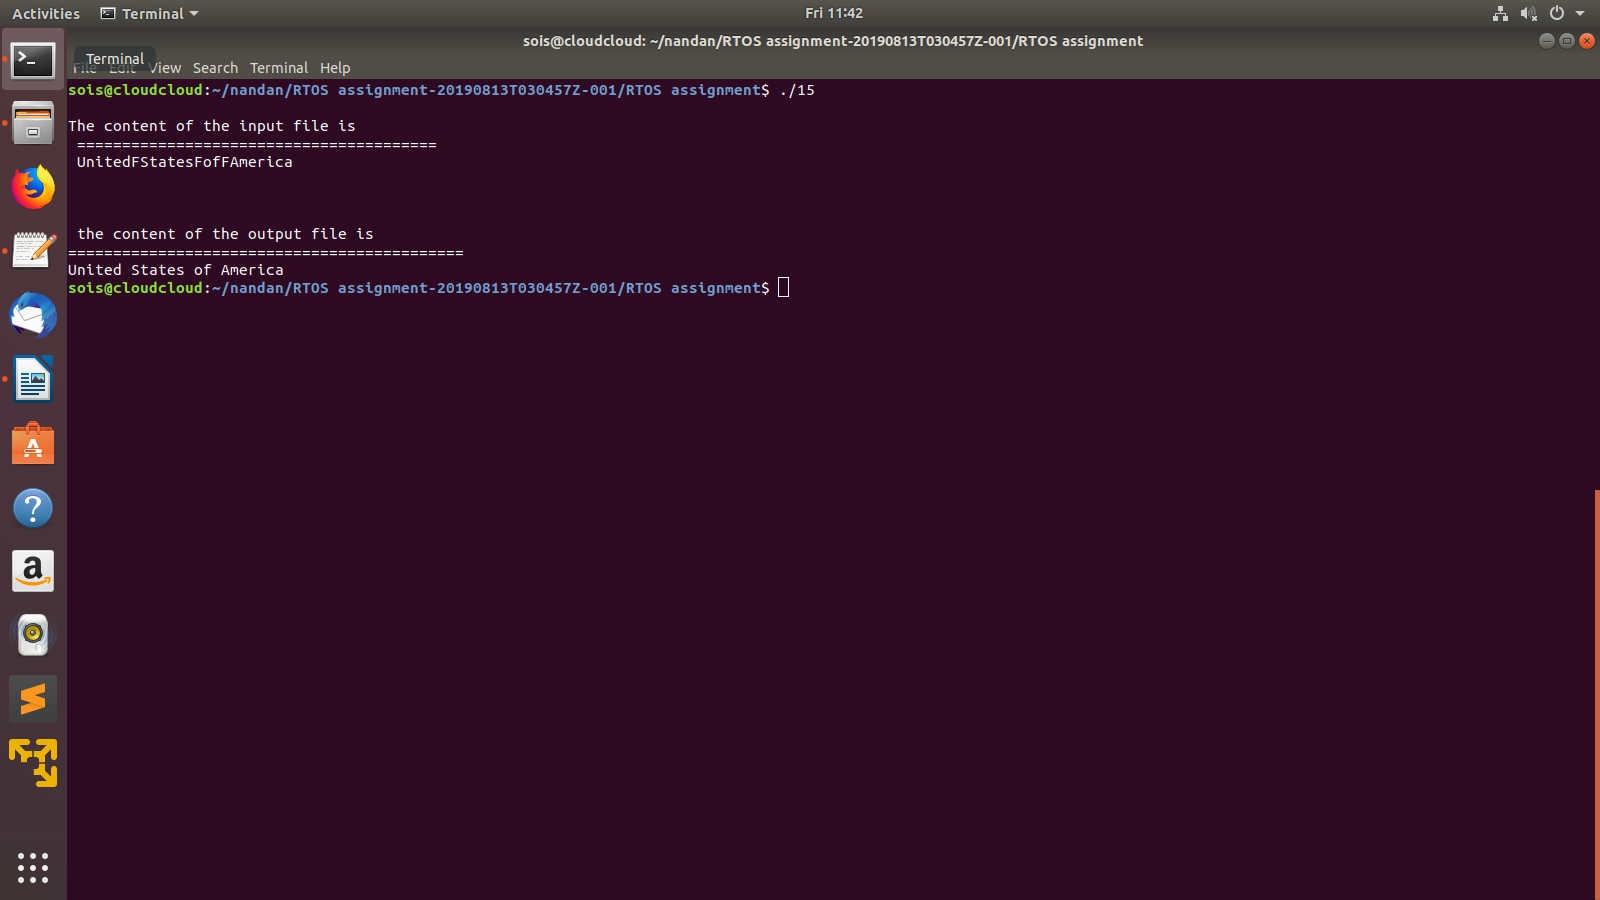 Activities Terminal Fri 11:42
sois@cloudcloud: ~/nandan/RTOS assignment-20190813T030457Z-001/RTOS assignment
Terminal
File Edit View Search Terminal Help
sois@cloudcloud:~/nandan/RTOS assignment-20190813T030457Z-001/RTOS assignment$ ./15
The content of the input file is
========================================
UnitedFStatesFofFAmerica
the content of the output file is
============================================
United States of America
sois@cloudcloud:~/nandan/RTOS assignment-20190813T030457Z-001/RTOS assignment$